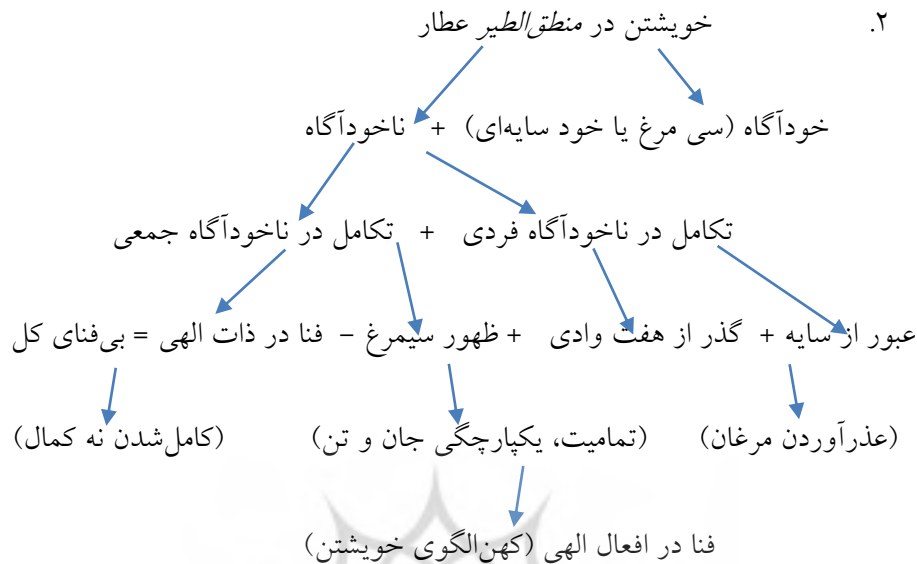 ۲. خویشتن در منطق‌الطیر عطار
خودآگاه (سی مرغ یا خود سایه‌ای) + ناخودآگاه
تکامل در ناخودآگاه فردی + تکامل در ناخودآگاه جمعی
عبور از سایه + گذر از هفت وادی + ظهور سیمرغ - فنا در ذات الهی = بی‌فنای کل
(عذرآوردن مرغان) (تمامیت، یکپارچگی جان و تن) (کامل‌شدن نه کمال)
فنا در افعال الهی (کهن‌الگوی خویشتن)